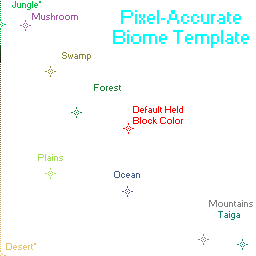 Jungle*
Pixel-Accurate
Mushroom
Biome Template
Swamp
Forest
Default Held
Block Color
Plains
Ocean
Mountains
Taiga
Desert*